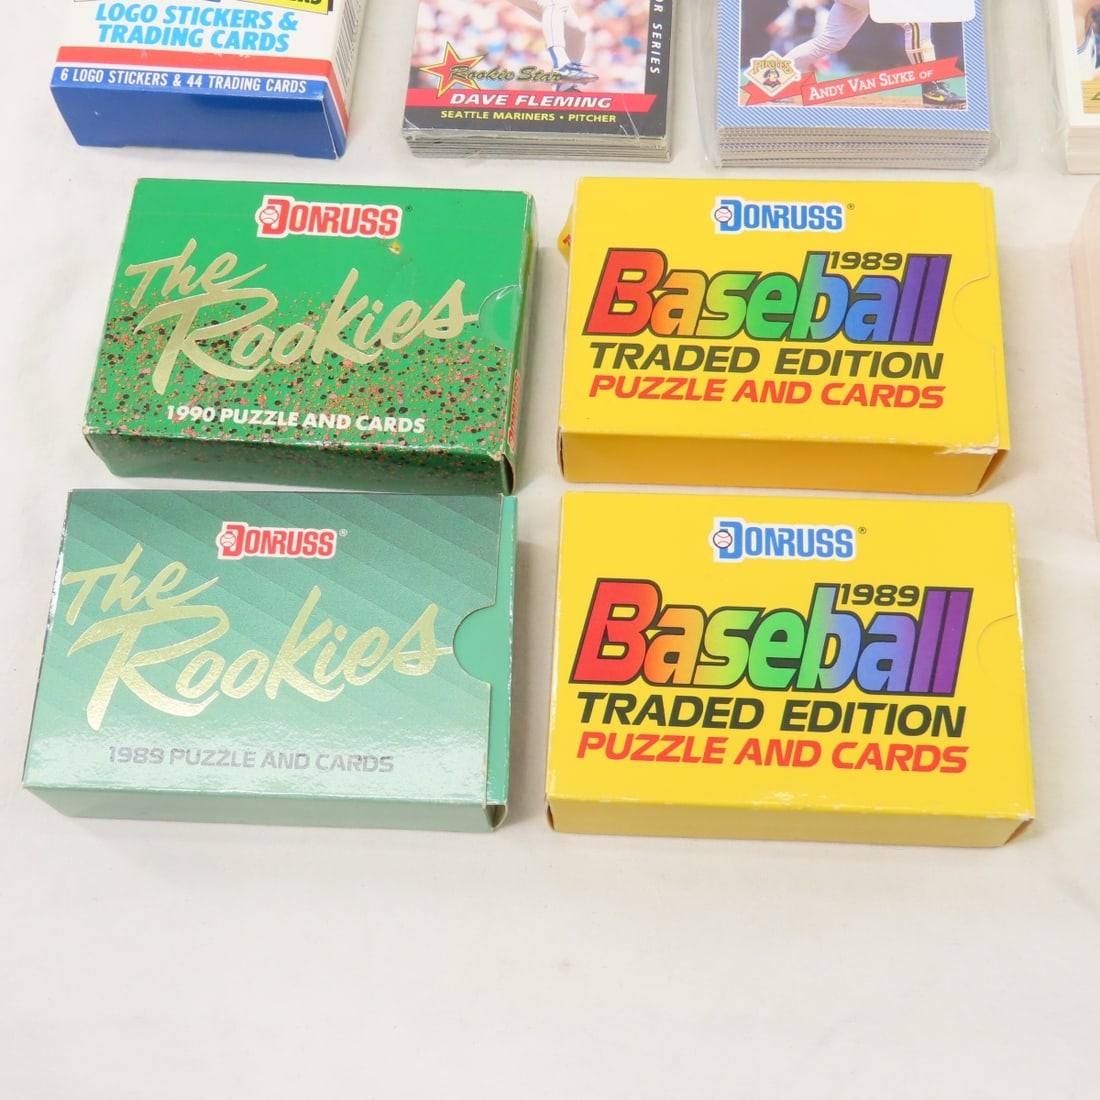 LOGO STICKERS &
TRADING CARDS
6 LOGO STICKERS & 44 TRADING CARDS
Rookie Star
DAVE FLEMING
SEATTLE MARINERS • PITCHER
SERIES
PIRATES
ANDY VAN SLYKE OF
DONRUSS®
The
Rookies
1990 PUZZLE AND CARDS
DONRUSS®
1989
Baseball
TRADED EDITION
PUZZLE AND CARDS
DONRUSS®
The
Rookies
1989 PUZZLE AND CARDS
DONRUSS®
1989
Baseball
TRADED EDITION
PUZZLE AND CARDS